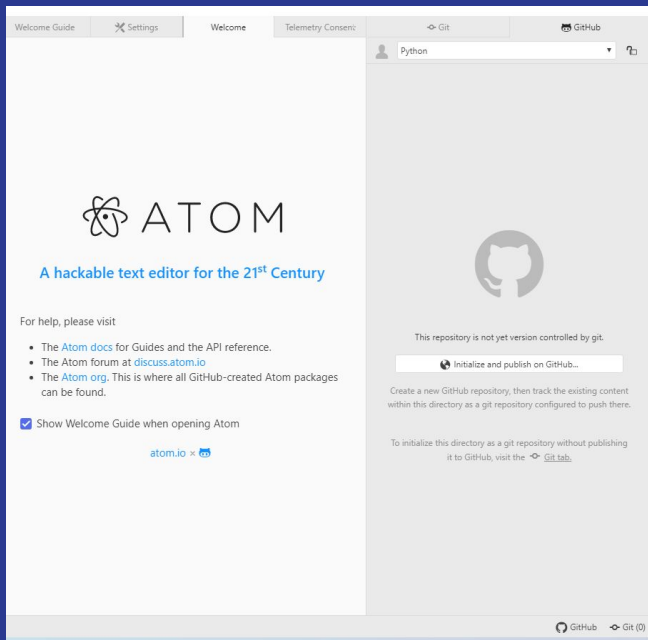 Welcome Guide
Settings
Welcome
Telemetry Consent
Git
GitHub
Python
ATOM
A hackable text editor for the 21st Century
For help, please visit
• The Atom docs for Guides and the API reference.
• The Atom forum at discuss.atom.io
• The Atom org. This is where all GitHub-created Atom packages
can be found.
Show Welcome Guide when opening Atom
atom.io ×
This repository is not yet version controlled by git.
Initialize and publish on GitHub...
Create a new GitHub repository, then track the existing content
within this directory as a git repository configured to push there.
To initialize this directory as a git repository without publishing
it to GitHub, visit the Git tab.
GitHub
Git (0)